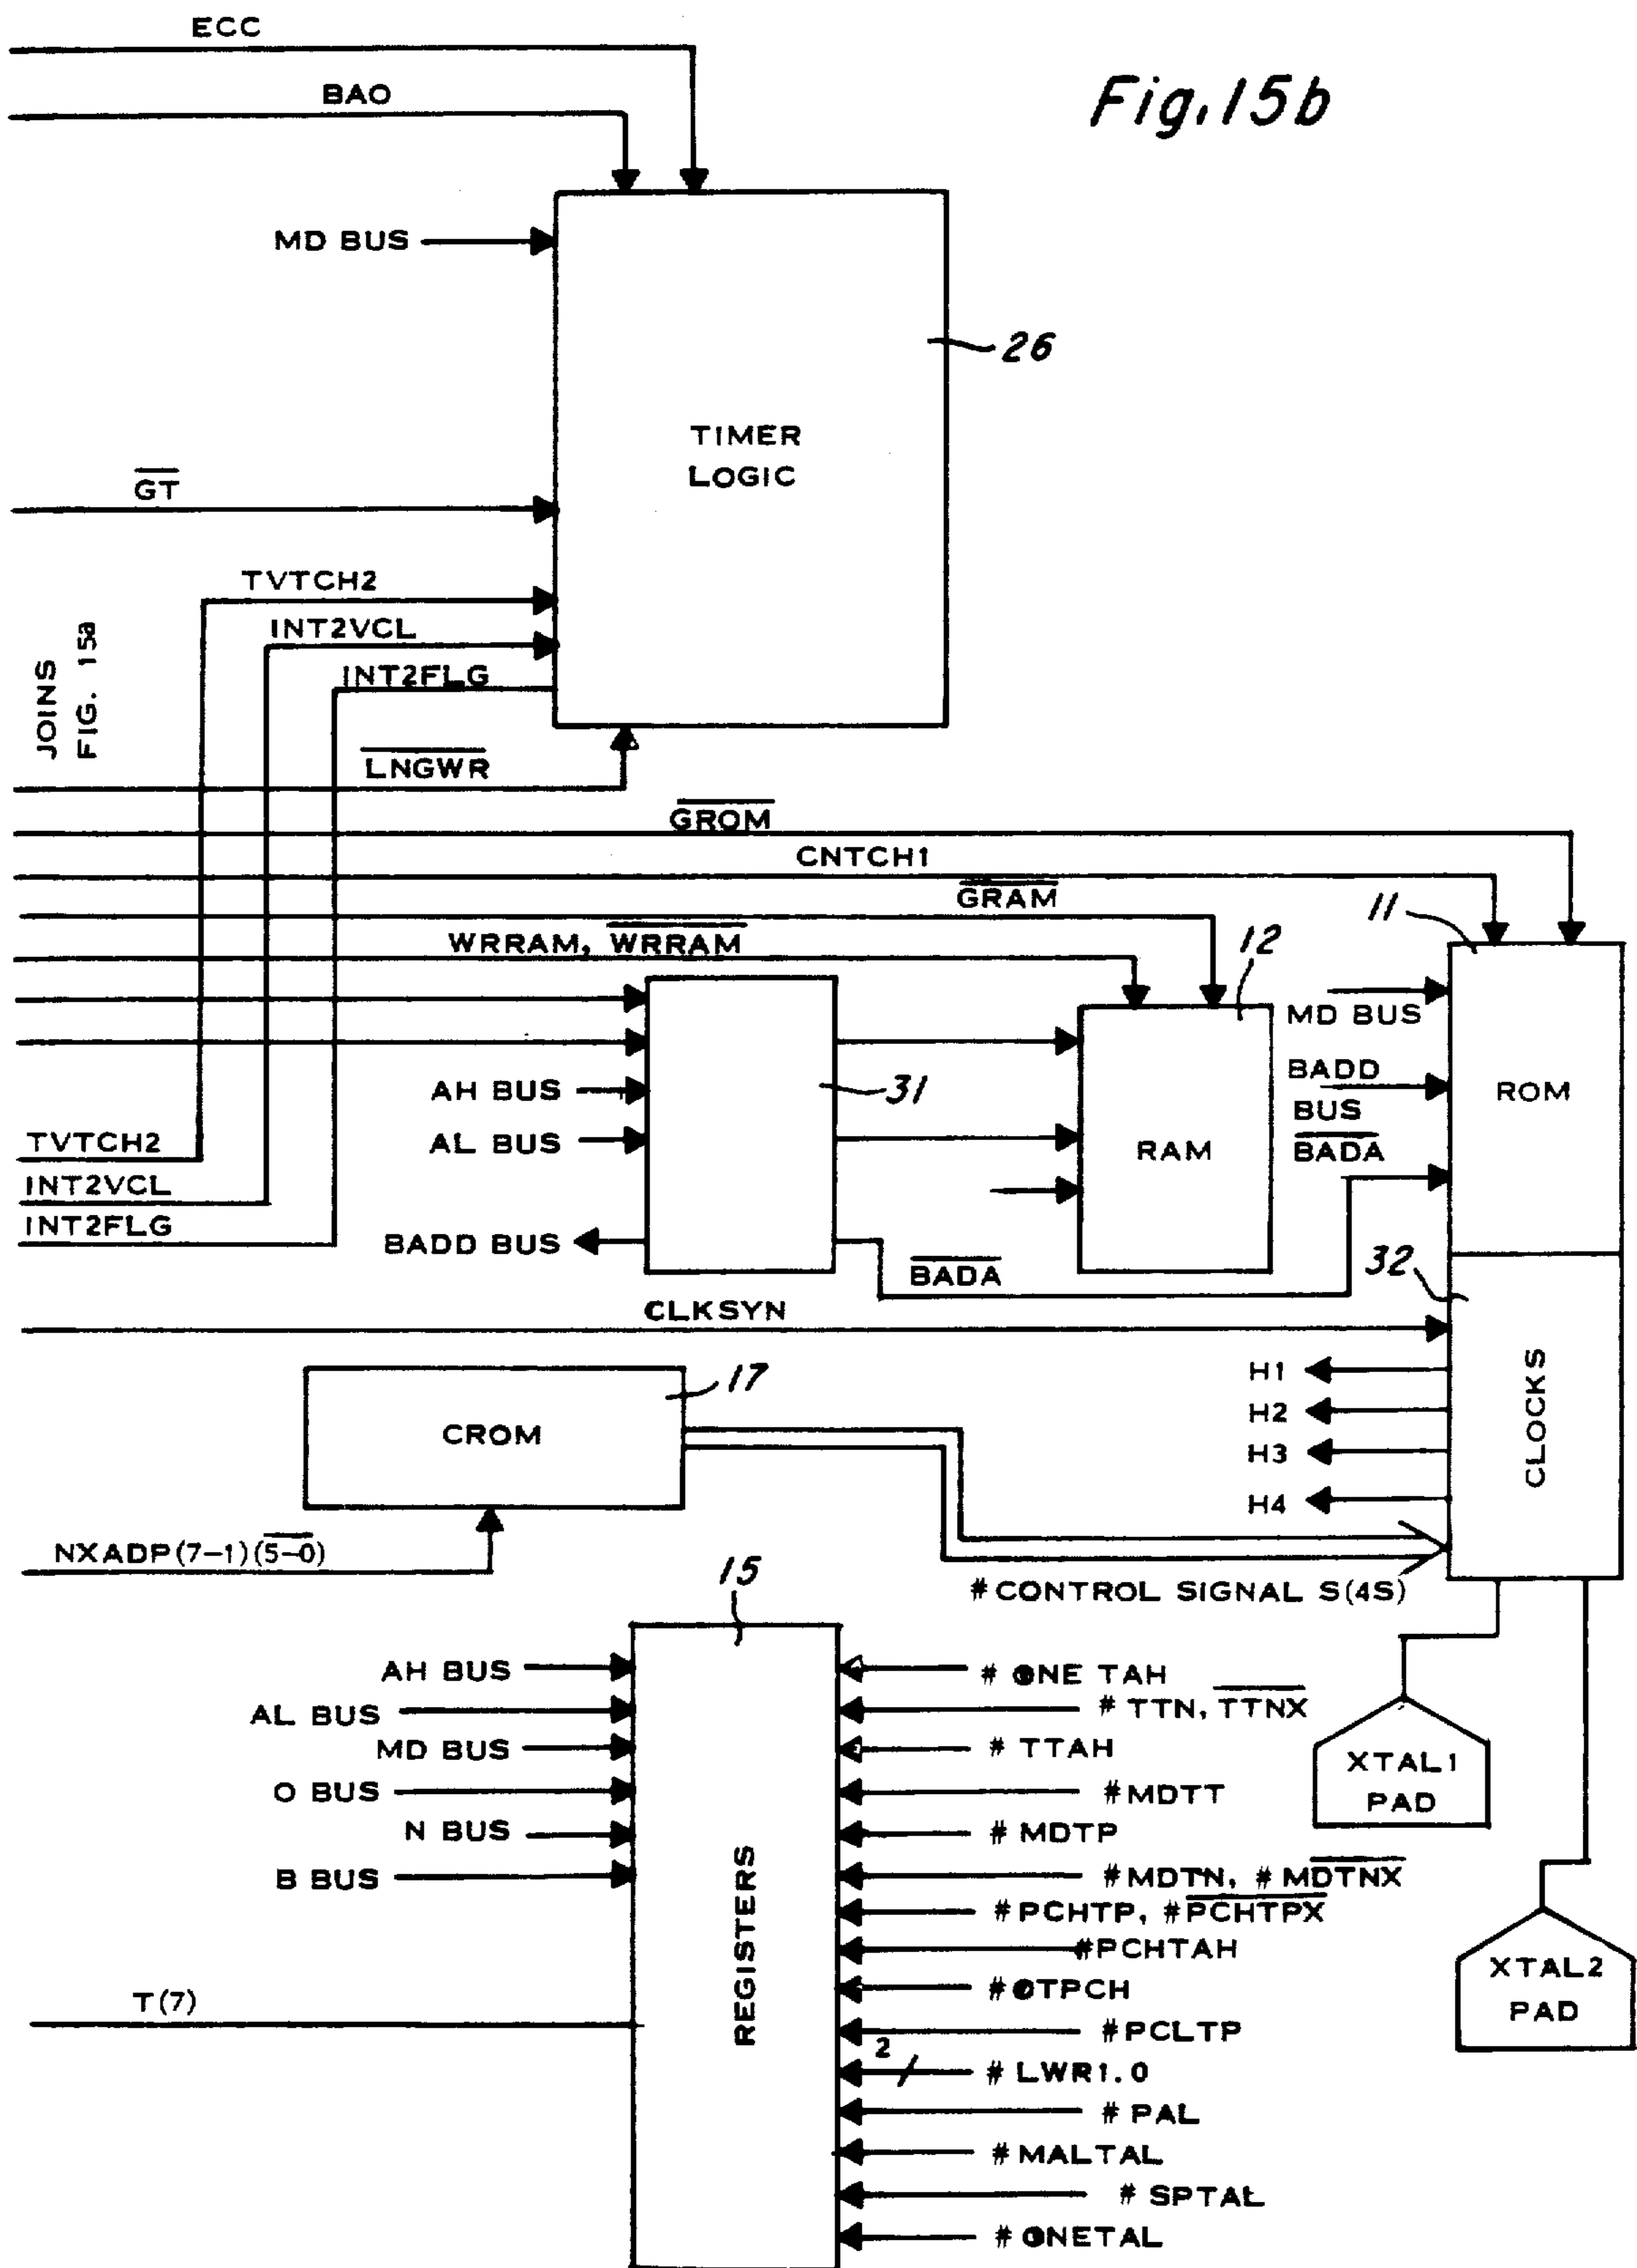 ECC
Fig. 15b
BAO
MD BUS
26
TIMER
LOGIC
GT
TVTCH2
INT2VCL
INT2FLG
JOINS
FIG. 15a
LNGWR
GROM
CNTCH1
GRAM
11
WRRAM, WRRAM
12
MD BUS
AH BUS
31
BADD
BUS
ROM
AL BUS
RAM
BADA
TVTCH2
INT2VCL
INT2FLG
BADD BUS
BADA
32
CLKSYN
17
H1
CROM
H2
CLOCKS
H3
H4
NXADP(7-1)(5-0)
15
# CONTROL SIGNAL S(4S)
AH BUS
# ONE TAH
AL BUS
# TTN, TTNX
MD BUS
# TTAH
XTAL1
PAD
O BUS
#MDTT
N BUS
# MDTP
B BUS
#MDTN, #MDTNX
#PCHTP, #PCHTPX
REGISTERS
#PCHTAH
XTAL2
PAD
#OTPCH
T(7)
#PCLTP
2
# LWR1.0
# PAL
# MALTAL
# SPTAL
# ONETAL